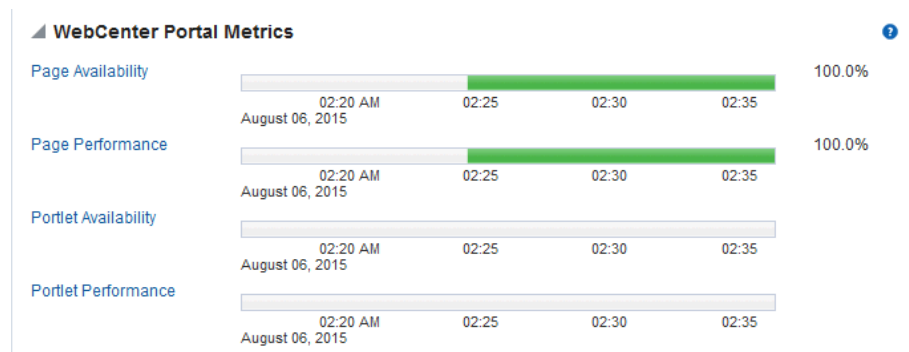 WebCenter Portal Metrics ?
Page Availability 100.0%
02:20 AM 02:25 02:30 02:35
August 06, 2015
Page Performance 100.0%
02:20 AM 02:25 02:30 02:35
August 06, 2015
Portlet Availability
02:20 AM 02:25 02:30 02:35
August 06, 2015
Portlet Performance
02:20 AM 02:25 02:30 02:35
August 06, 2015